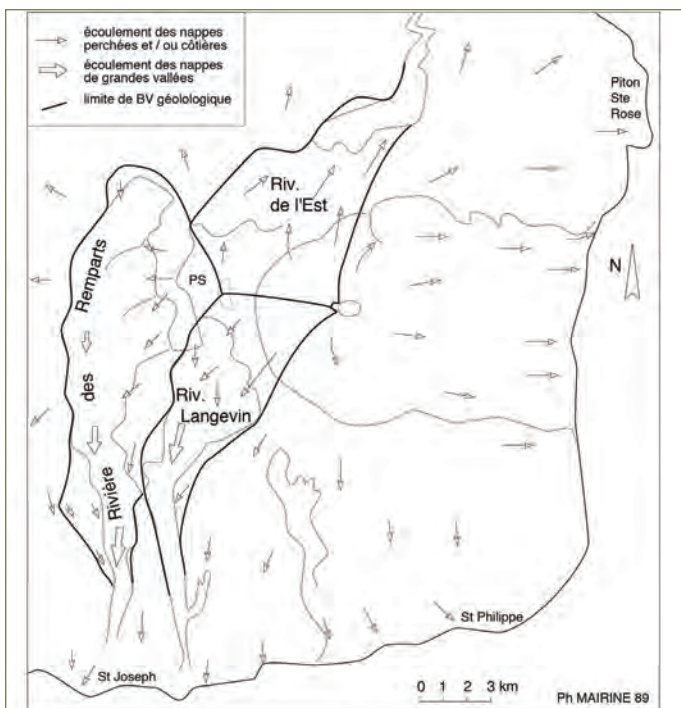 écoulement des nappes
perchées et / ou côtières
écoulement des nappes
de grandes vallées
limite de BV géolologique
Piton
Ste
Rose
Riv.
de l'Est
N
PS
Remparts
des
Rivière
Riv.
Langevin
St Philippe
St Joseph
0 1 2 3 km
Ph MAIRINE 89